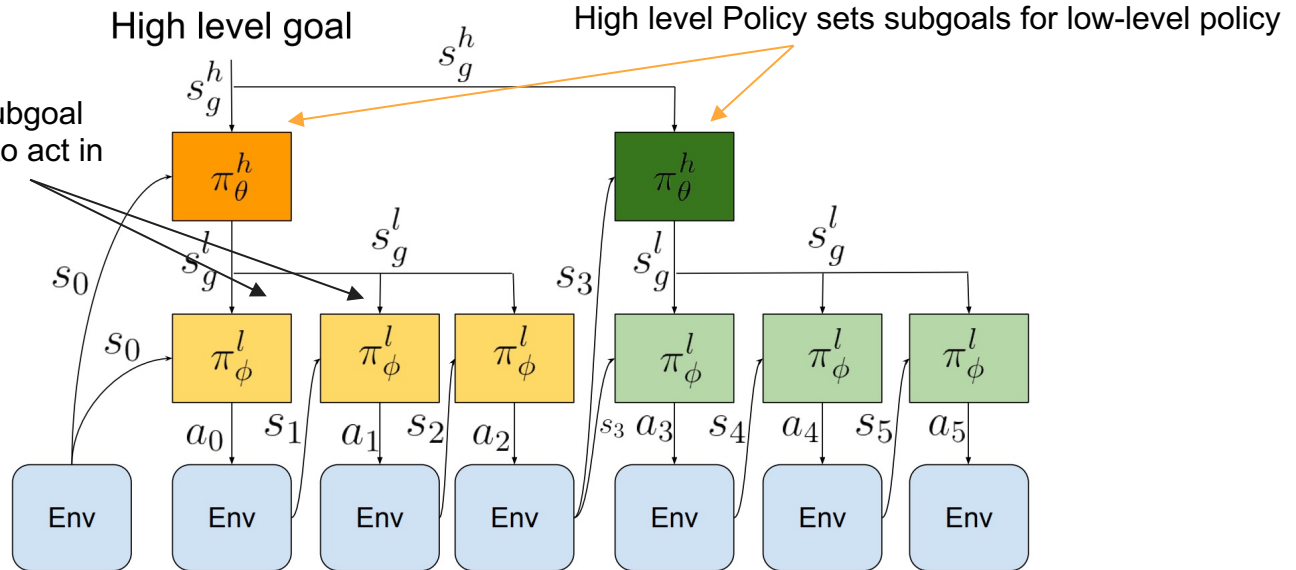 High level goal
High level Policy sets subgoals for low-level policy
s_g^h
s_g^h
ubgoal
o act in
π_θ^h
π_θ^h
s_g^l
s_g^l
s_g^l
s_g^l
s_0
s_3
s_0
π_ϕ^l
π_ϕ^l
π_ϕ^l
π_ϕ^l
π_ϕ^l
π_ϕ^l
a_0
s_1
a_1
s_2
a_2
s_3
a_3
s_4
a_4
s_5
a_5
Env
Env
Env
Env
Env
Env
Env